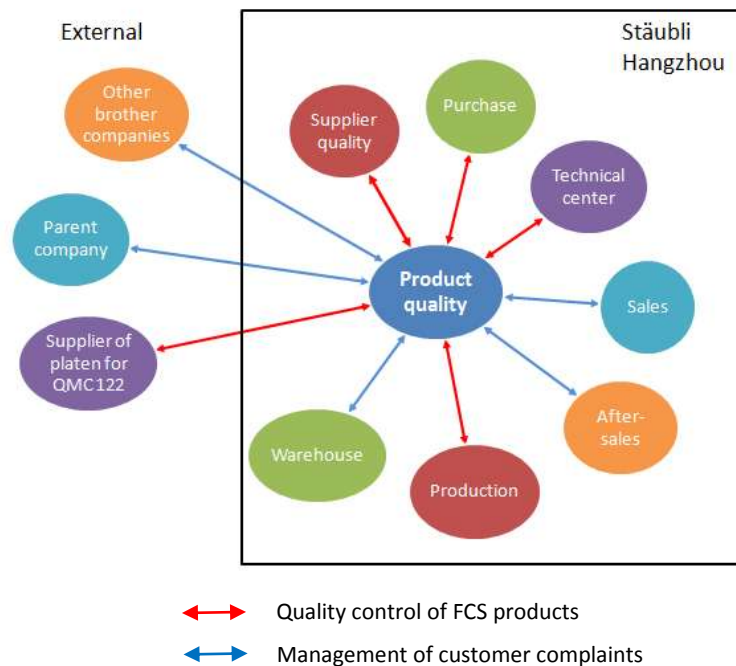 External
Stäubli
Hangzhou
Other
brother
companies
Supplier
quality
Purchase
Technical
center
Parent
company
Product
quality
Sales
Supplier of
platen for
QMC122
After-
sales
Warehouse
Production
Quality control of FCS products
Management of customer complaints